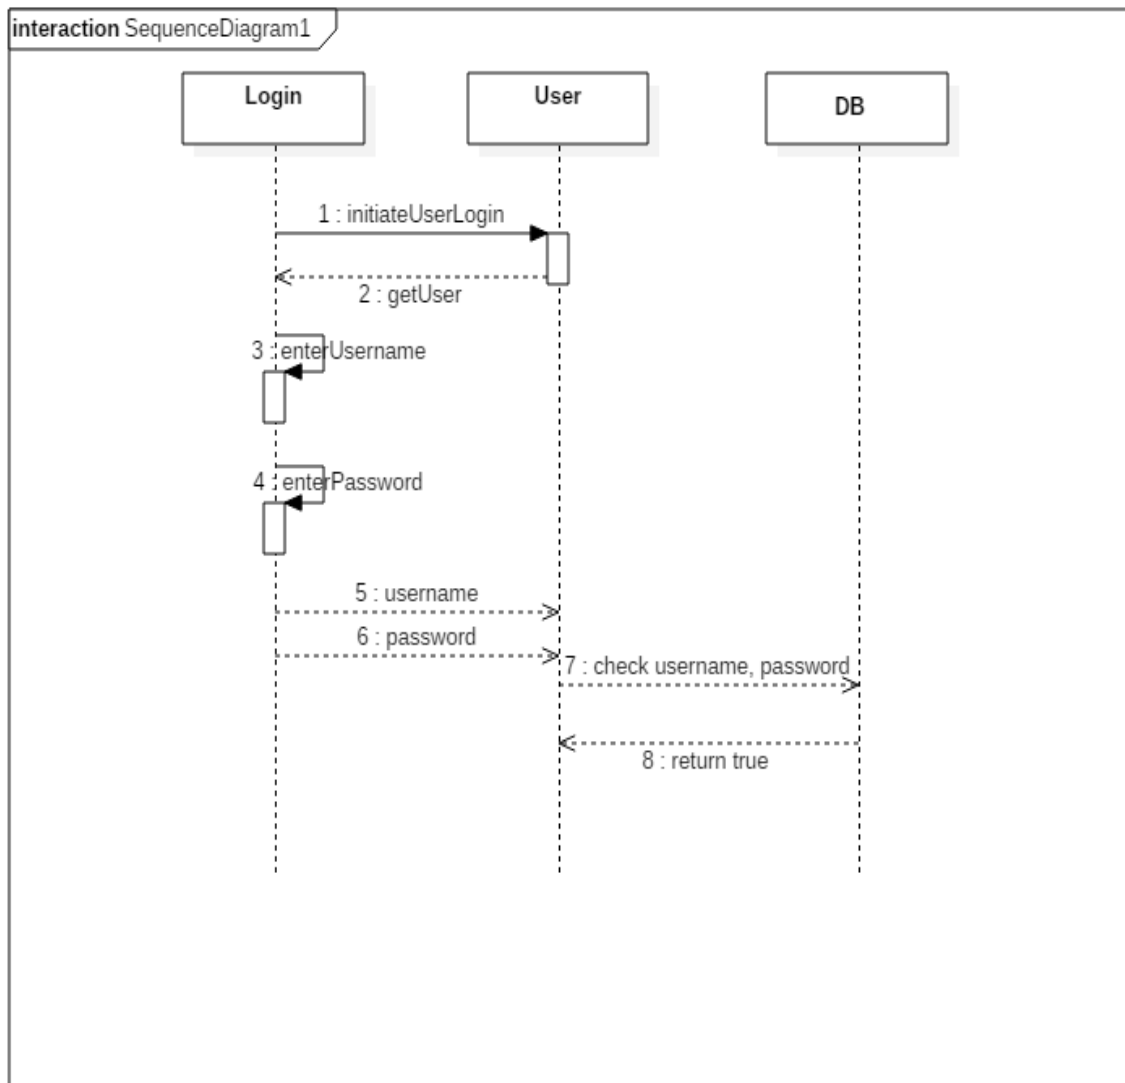 interaction SequenceDiagram1
Login
User
DB
1 : initiateUserLogin
2 : getUser
3 : enterUsername
4 : enterPassword
5 : username
6 : password
7 : check username, password
8 : return true